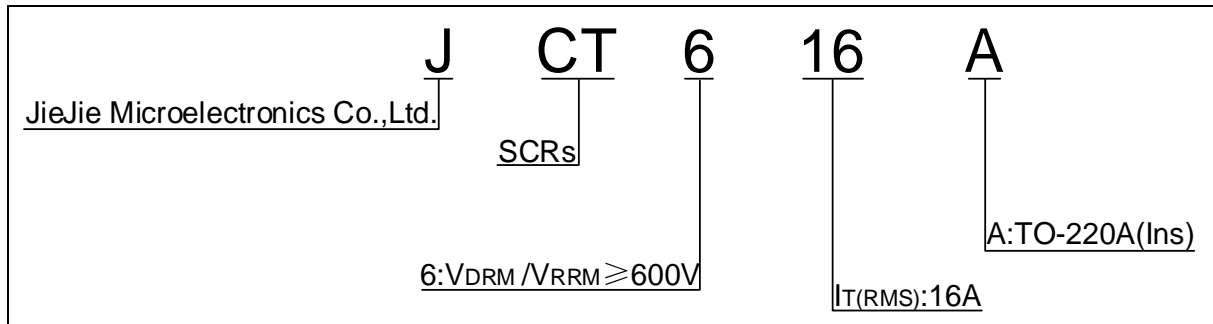 J CT 6 16 A
JieJie Microelectronics Co.,Ltd.
SCRs
A:TO-220A(Ins)
6:VDRM /VRRM≥600V
IT(RMS):16A